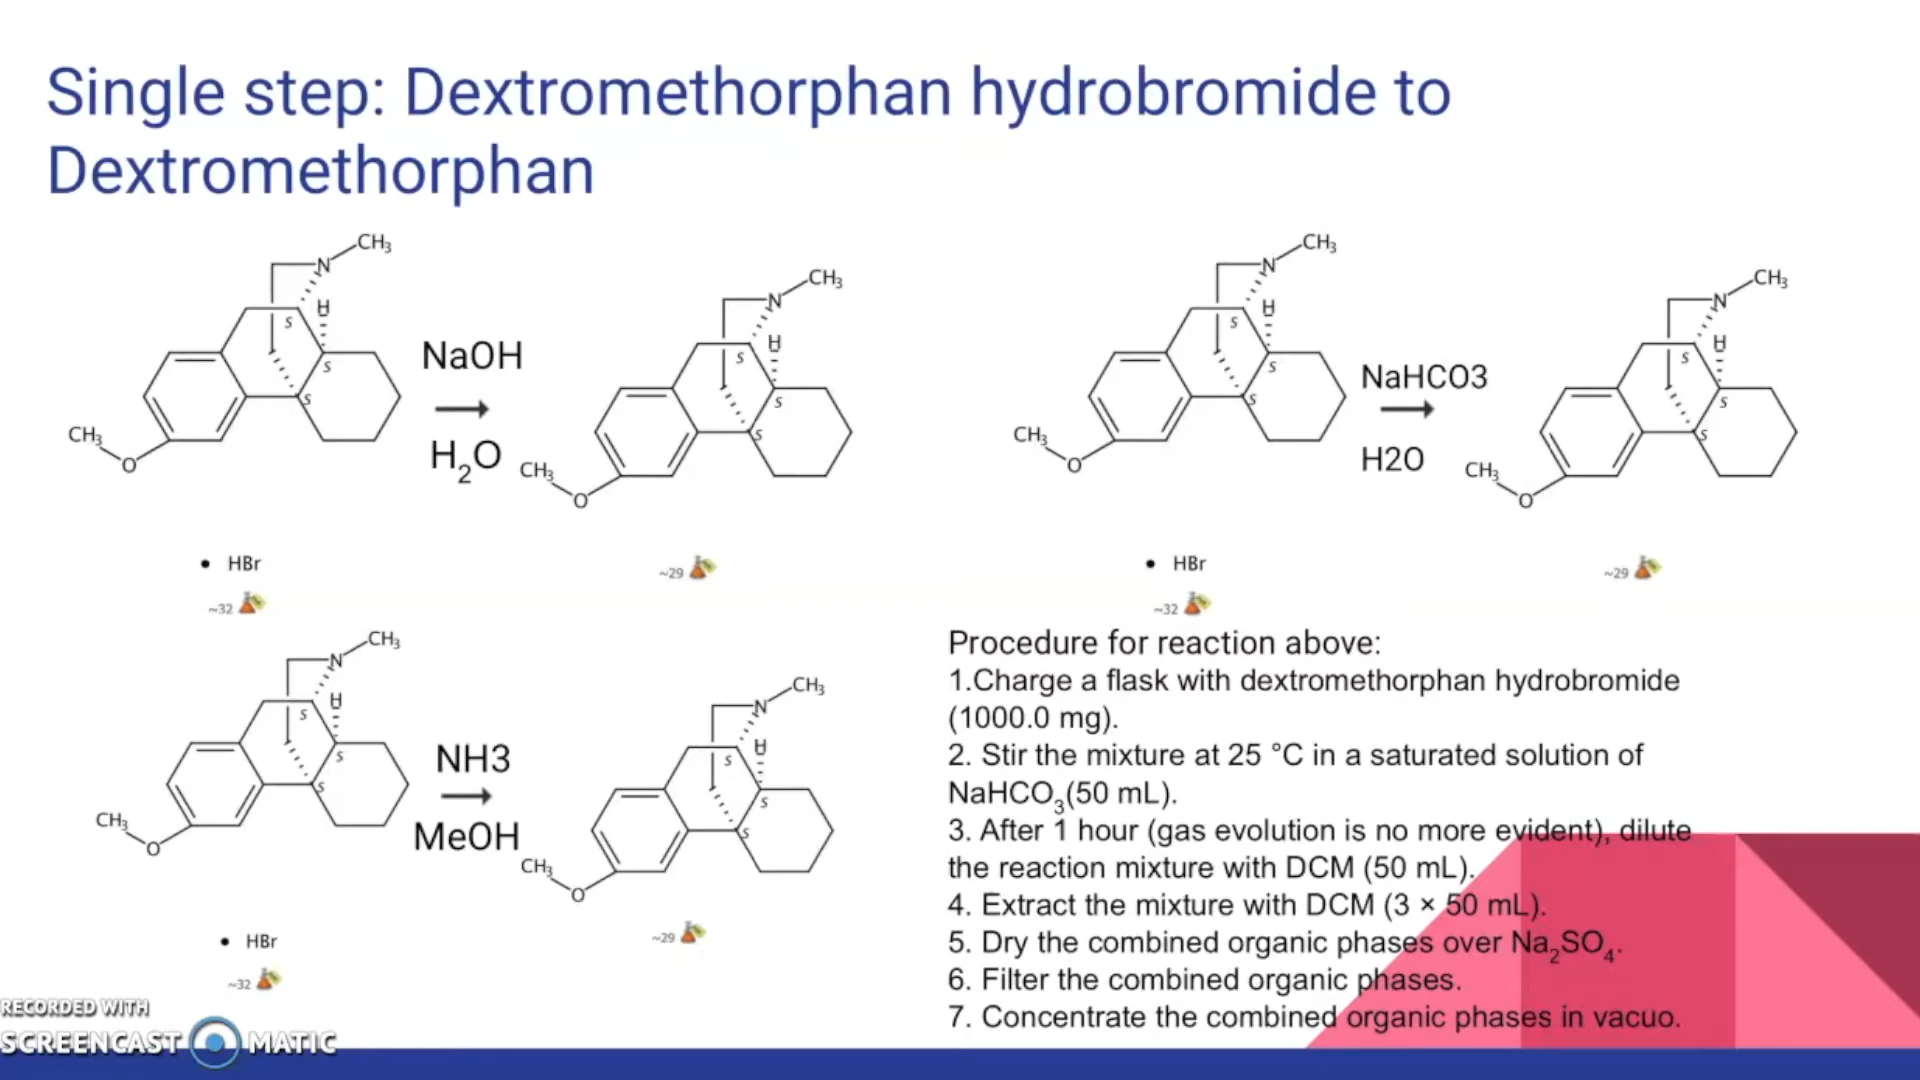 Single step: Dextromethorphan hydrobromide to
Dextromethorphan
CH₃
N
H
S
S
S
CH₃
O
• HBr
~32
NaOH
H₂O
CH₃
N
H
S
S
S
CH₃
O
~29
CH₃
N
H
S
S
S
CH₃
O
• HBr
~32
NaHCO3
H2O
CH₃
N
H
S
S
S
CH₃
O
~29
CH₃
N
H
S
S
S
CH₃
O
• HBr
~32
NH3
MeOH
CH₃
N
H
S
S
S
CH₃
O
~29
Procedure for reaction above:
1.Charge a flask with dextromethorphan hydrobromide
(1000.0 mg).
2. Stir the mixture at 25 °C in a saturated solution of
NaHCO₃(50 mL).
3. After 1 hour (gas evolution is no more evident), dilute
the reaction mixture with DCM (50 mL).
4. Extract the mixture with DCM (3 × 50 mL).
5. Dry the combined organic phases over Na₂SO₄.
6. Filter the combined organic phases.
7. Concentrate the combined organic phases in vacuo.
RECORDED WITH
SCREENCAST MATIC